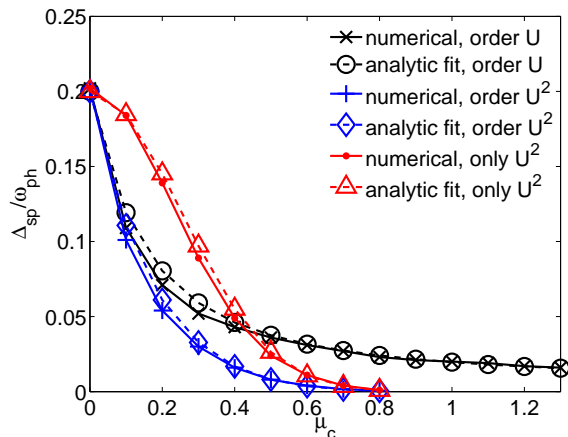 numerical, order U
analytic fit, order U
numerical, order U²
analytic fit, order U²
numerical, only U²
analytic fit, only U²
0.2
0.15
0.1
0.05
0
Δsp/ωph
0 0.2 0.4 0.6 0.8 1 1.2
μc